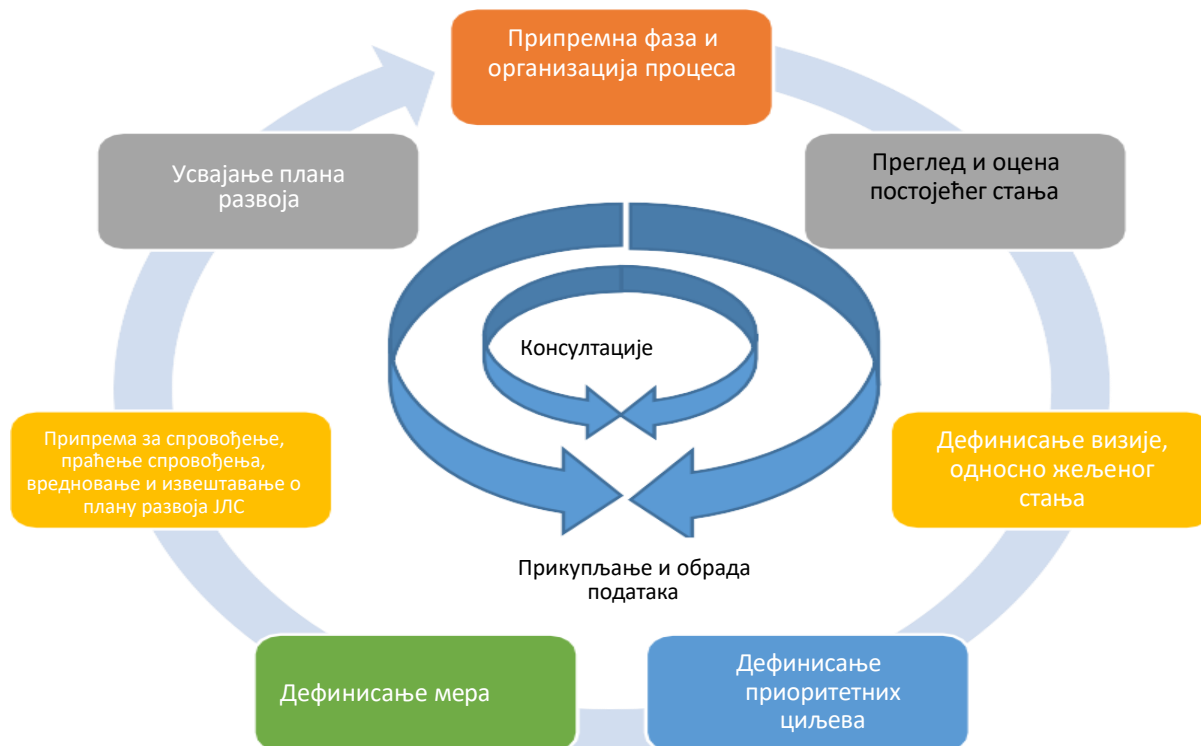 Припремна фаза и
организација процеса
Преглед и оцена
постојећег стања
Дефинисање визије,
односно жељеног
стања
Дефинисање
приоритетних
циљева
Дефинисање мера
Припрема за спровођење,
праћење спровођења,
вредновање и извештавање о
плану развоја ЈЛС
Усвајање плана
развоја
Консултације
Прикупљање и обрада
података